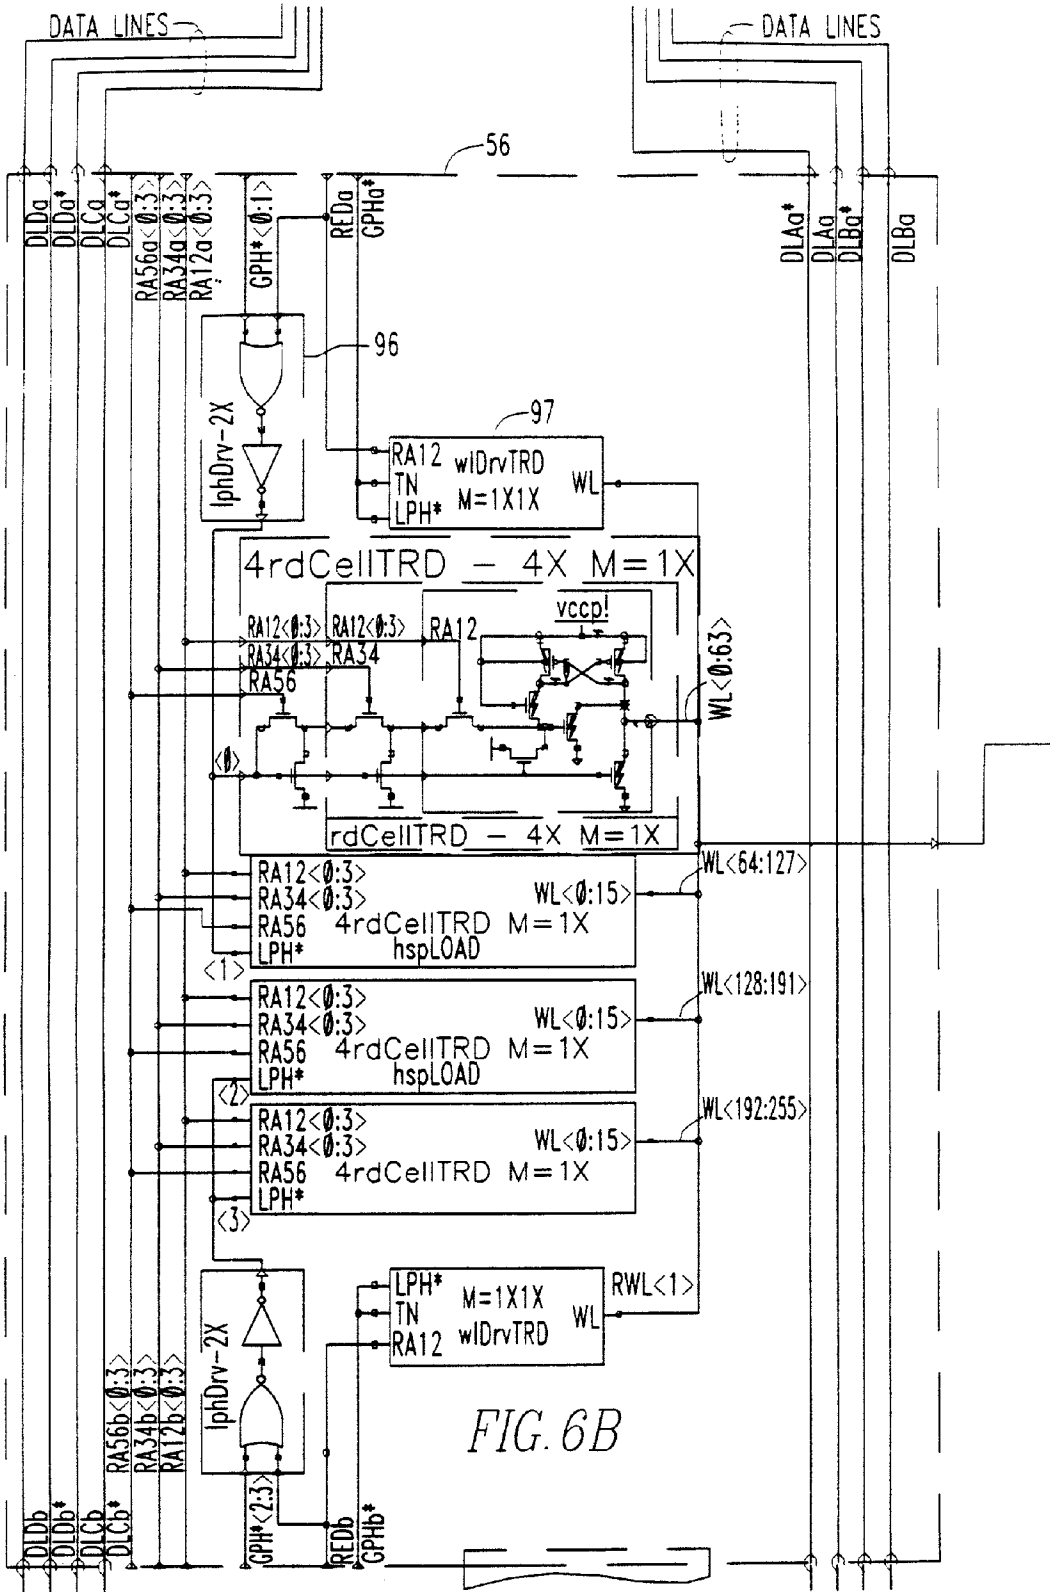 DATA LINES
DATA LINES
56
DLDa
DLDa*
DLCa
DLCa*
RA56a<0:3>
RA34a<0:3>
RA12a<0:3>
GPH*<0:1>
REDa
GPHa*
DLAa*
DLAa
DLBa*
DLBa
96
lphDrv-2X
97
RA12
TN
LPH*
wlDrvTRD
M=1X1X
WL
4rdCellTRD - 4X M=1X
vccp!
RA12<0:3>
RA12<0:3>
RA12
RA34<0:3>
RA34
RA56
WL<0:63>
<0>
rdCellTRD - 4X M=1X
RA12<0:3>
RA34<0:3>
RA56
LPH*
WL<0:15>
4rdCellTRD M=1X
hspLOAD
WL<64:127>
<1>
RA12<0:3>
RA34<0:3>
RA56
LPH*
WL<0:15>
4rdCellTRD M=1X
hspLOAD
WL<128:191>
<2>
RA12<0:3>
RA34<0:3>
RA56
LPH*
WL<0:15>
4rdCellTRD M=1X
WL<192:255>
<3>
lphDrv-2X
LPH*
TN
RA12
M=1X1X
wlDrvTRD
WL
RWL<1>
RA56b<0:3>
RA34b<0:3>
RA12b<0:3>
DLDb
DLDb*
DLCb
DLCb*
GPH*<2:3>
REDb
GPHb*
FIG. 6B